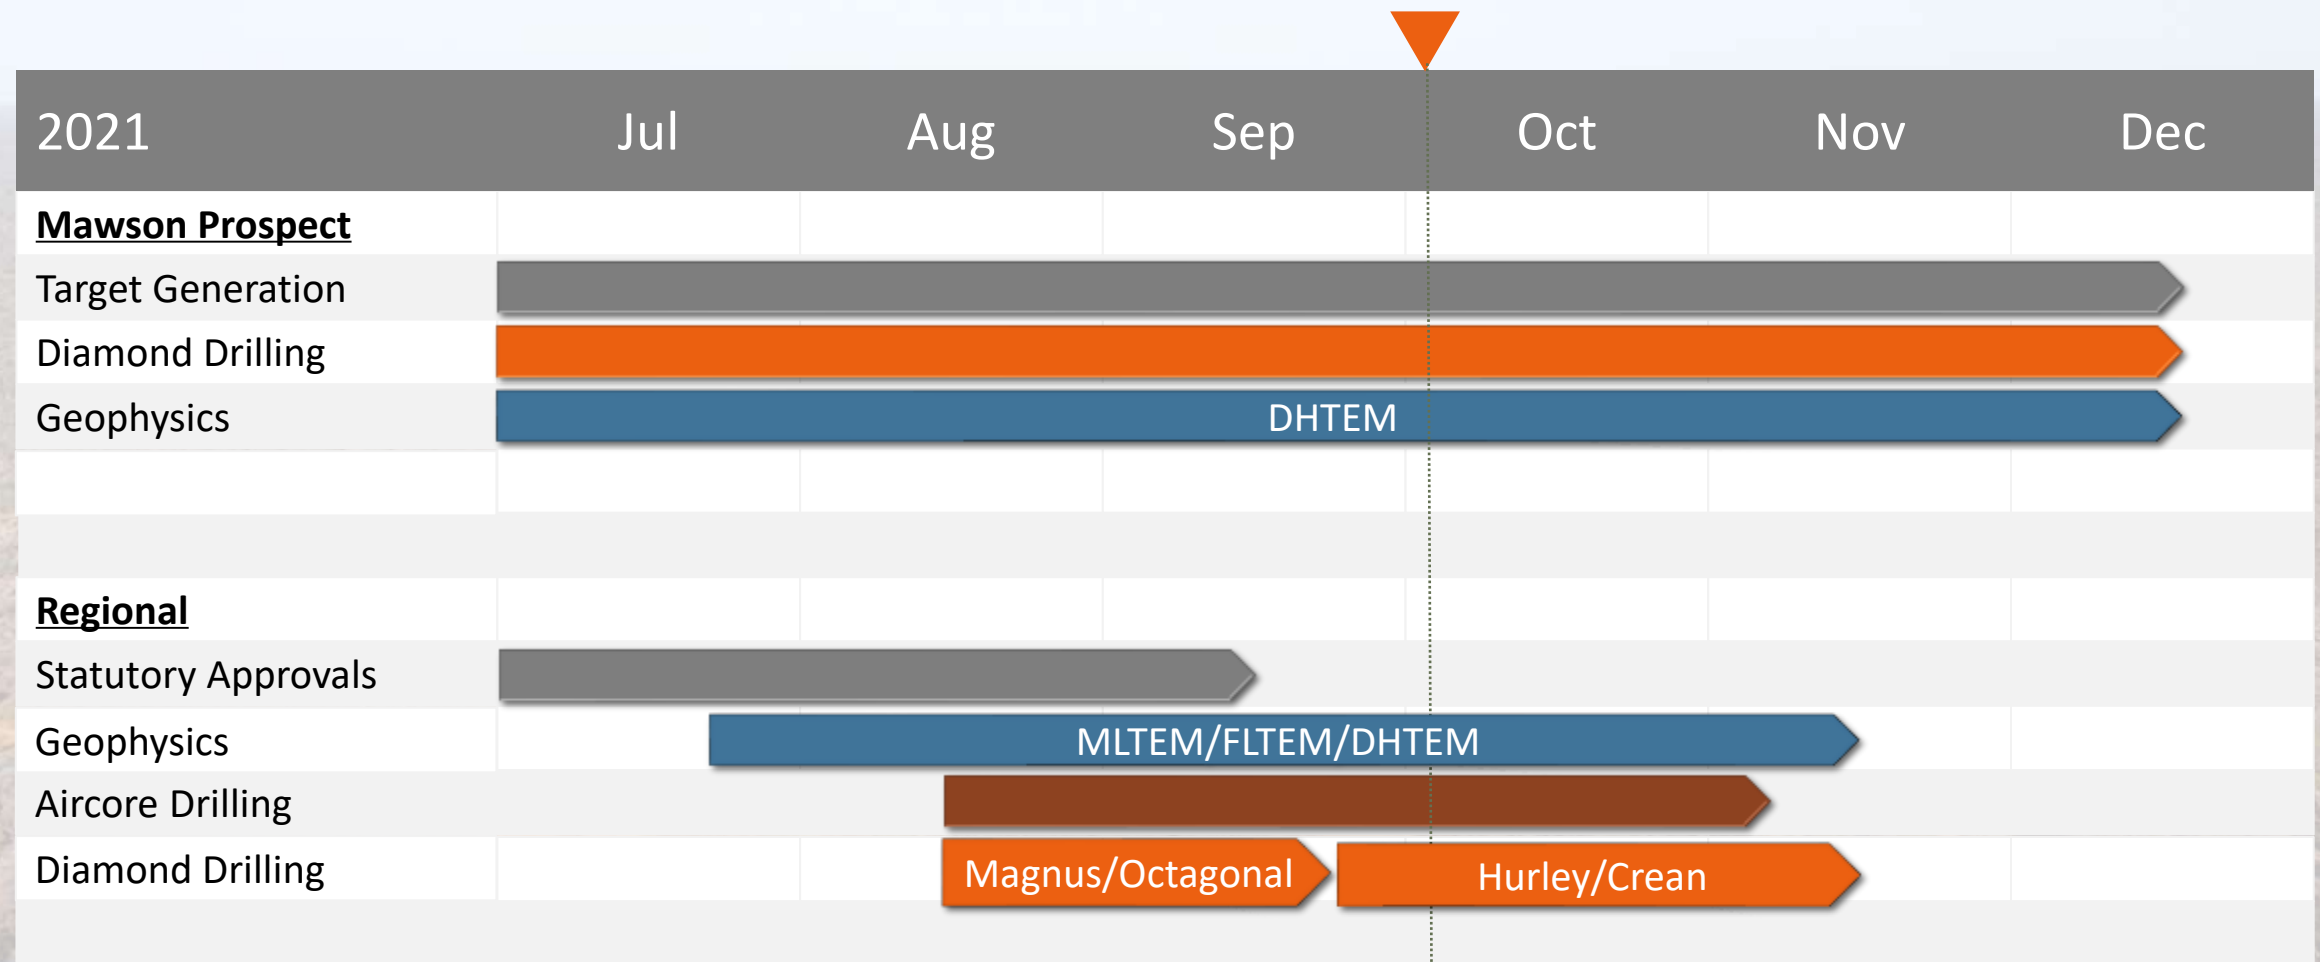 2021 Jul Aug Sep Oct Nov Dec
Mawson Prospect
Target Generation
Diamond Drilling
Geophysics DHTEM
Regional
Statutory Approvals
Geophysics MLTEM/FLTEM/DHTEM
Aircore Drilling
Diamond Drilling Magnus/Octagonal Hurley/Crean